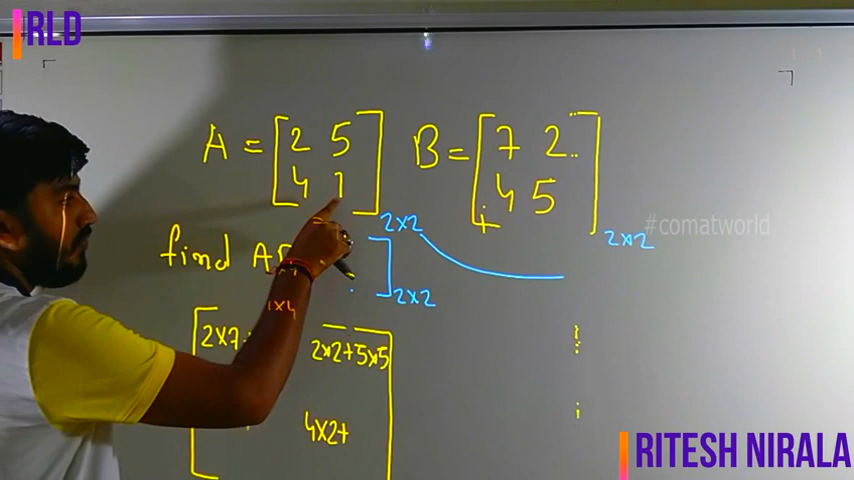 RLD
A = [2 5 B = [7 2
4 1] 4 5]
2x2 2x2
#comatworld
find A
2x2
1x4
2x7 2x2+5x5
4x2+
RITESH NIRALA